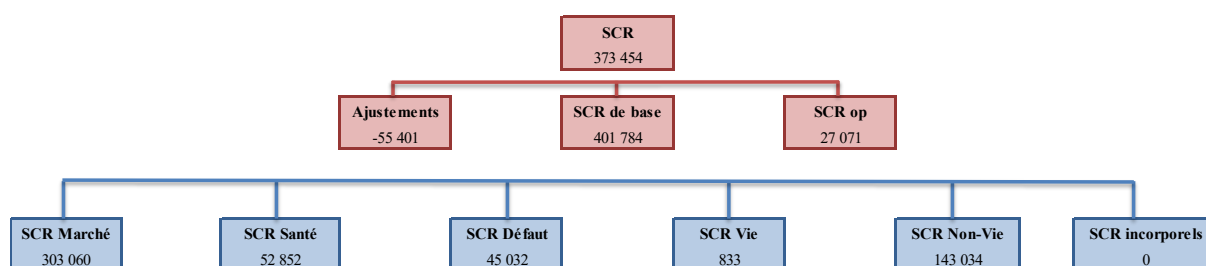 SCR
373 454
Ajustements
-55 401
SCR de base
401 784
SCR op
27 071
SCR Marché
303 060
SCR Santé
52 852
SCR Défaut
45 032
SCR Vie
833
SCR Non-Vie
143 034
SCR incorporels
0